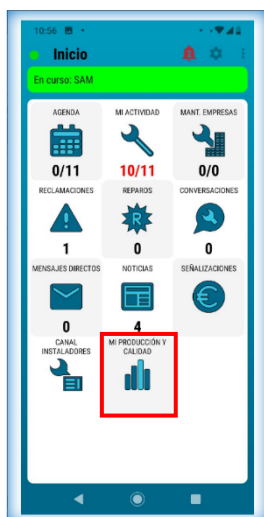 10:56
Inicio
En curso: SAM
AGENDA
MI ACTIVIDAD
MANT. EMPRESAS
0/11
10/11
0/0
RECLAMACIONES
REPAROS
CONVERSACIONES
R
1
0
0
MENSAJES DIRECTOS
NOTICIAS
SEÑALIZACIONES
€
0
4
CANAL
INSTALADORES
MI PRODUCCIÓN Y
CALIDAD